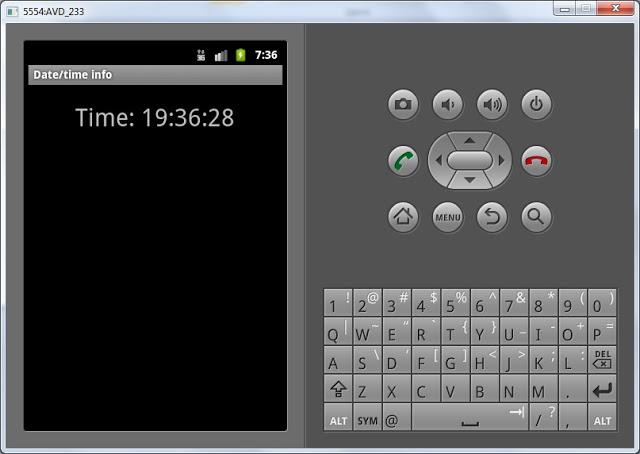 5554:AVD_233
3G 7:36
Date/time info
Time: 19:36:28
MENU
1 ! 2 @ 3 # 4 $ 5 % 6 ^ 7 & 8 * 9 ( 0 )
Q | W ~ E " R ` T { Y } U _ I - O + P =
A S \ D ' F [ G ] H < J > K ; L : DEL
Z X C V B N M .
ALT SYM @ / ? , ALT